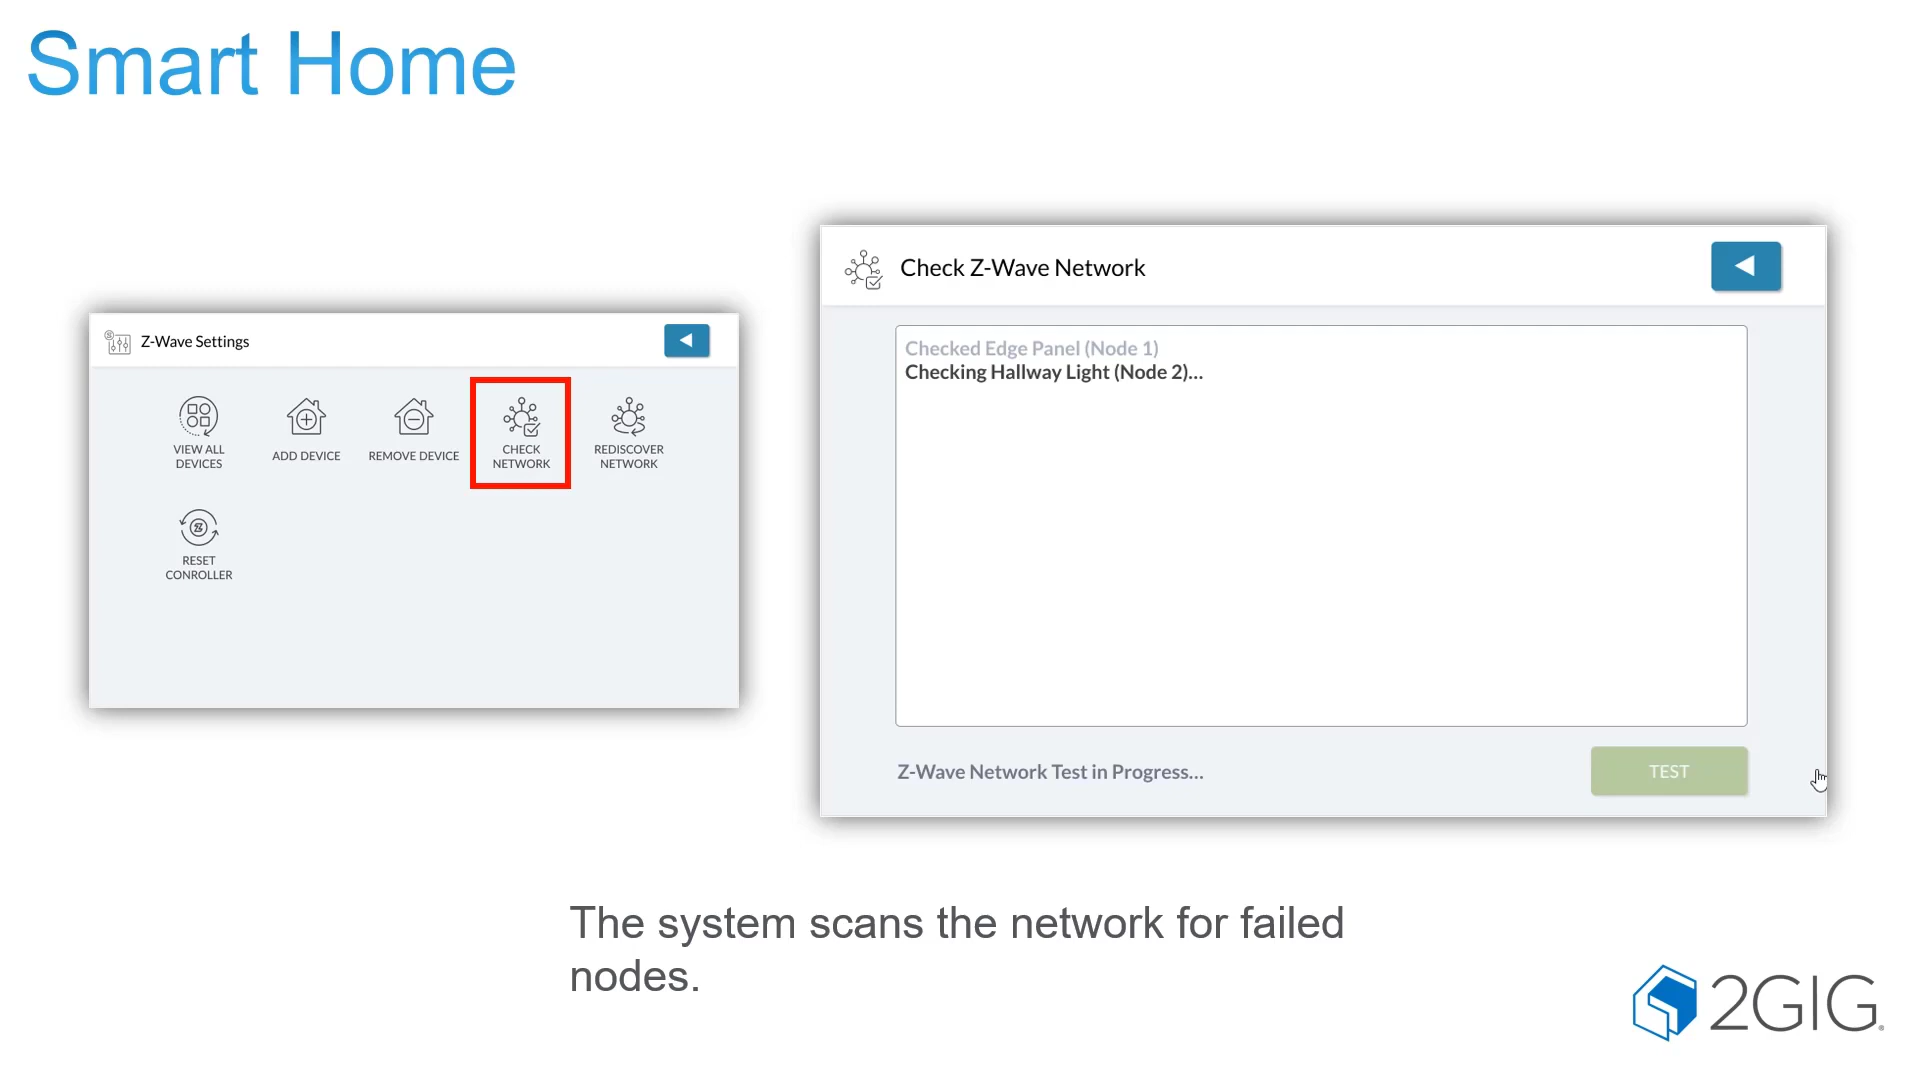 Smart Home
Z-Wave Settings
VIEW ALL
DEVICES
ADD DEVICE
REMOVE DEVICE
CHECK
NETWORK
REDISCOVER
NETWORK
RESET
CONROLLER
Check Z-Wave Network
Checked Edge Panel (Node 1)
Checking Hallway Light (Node 2)...
Z-Wave Network Test in Progress...
TEST
The system scans the network for failed
nodes.
2GIG®